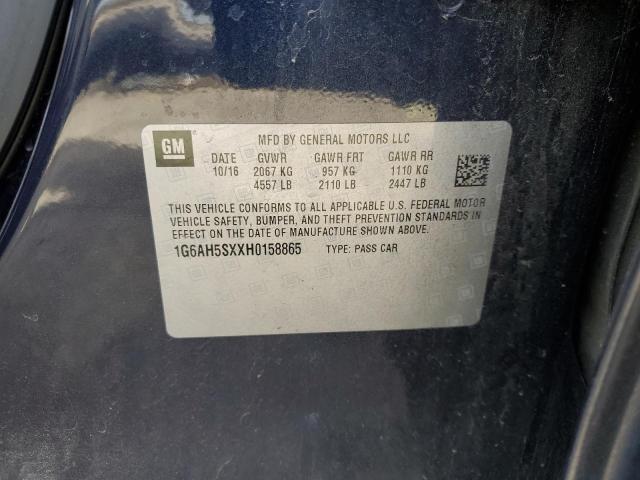 GM
MFD BY GENERAL MOTORS LLC
DATE GVWR GAWR FRT GAWR RR
10/16 2067 KG 957 KG 1110 KG
4557 LB 2110 LB 2447 LB
THIS VEHICLE CONFORMS TO ALL APPLICABLE U.S. FEDERAL MOTOR
VEHICLE SAFETY, BUMPER, AND THEFT PREVENTION STANDARDS IN
EFFECT ON THE DATE OF MANUFACTURE SHOWN ABOVE.
1G6AH5SXXH0158865 TYPE: PASS CAR